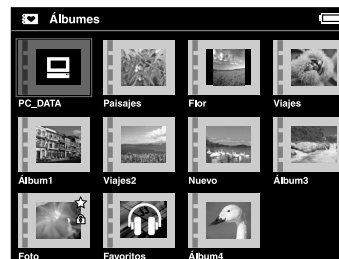 Álbumes
PC_DATA Paisajes Flor Viajes
Álbum1 Viajes2 Nuevo Álbum3
Foto Favoritos Álbum4